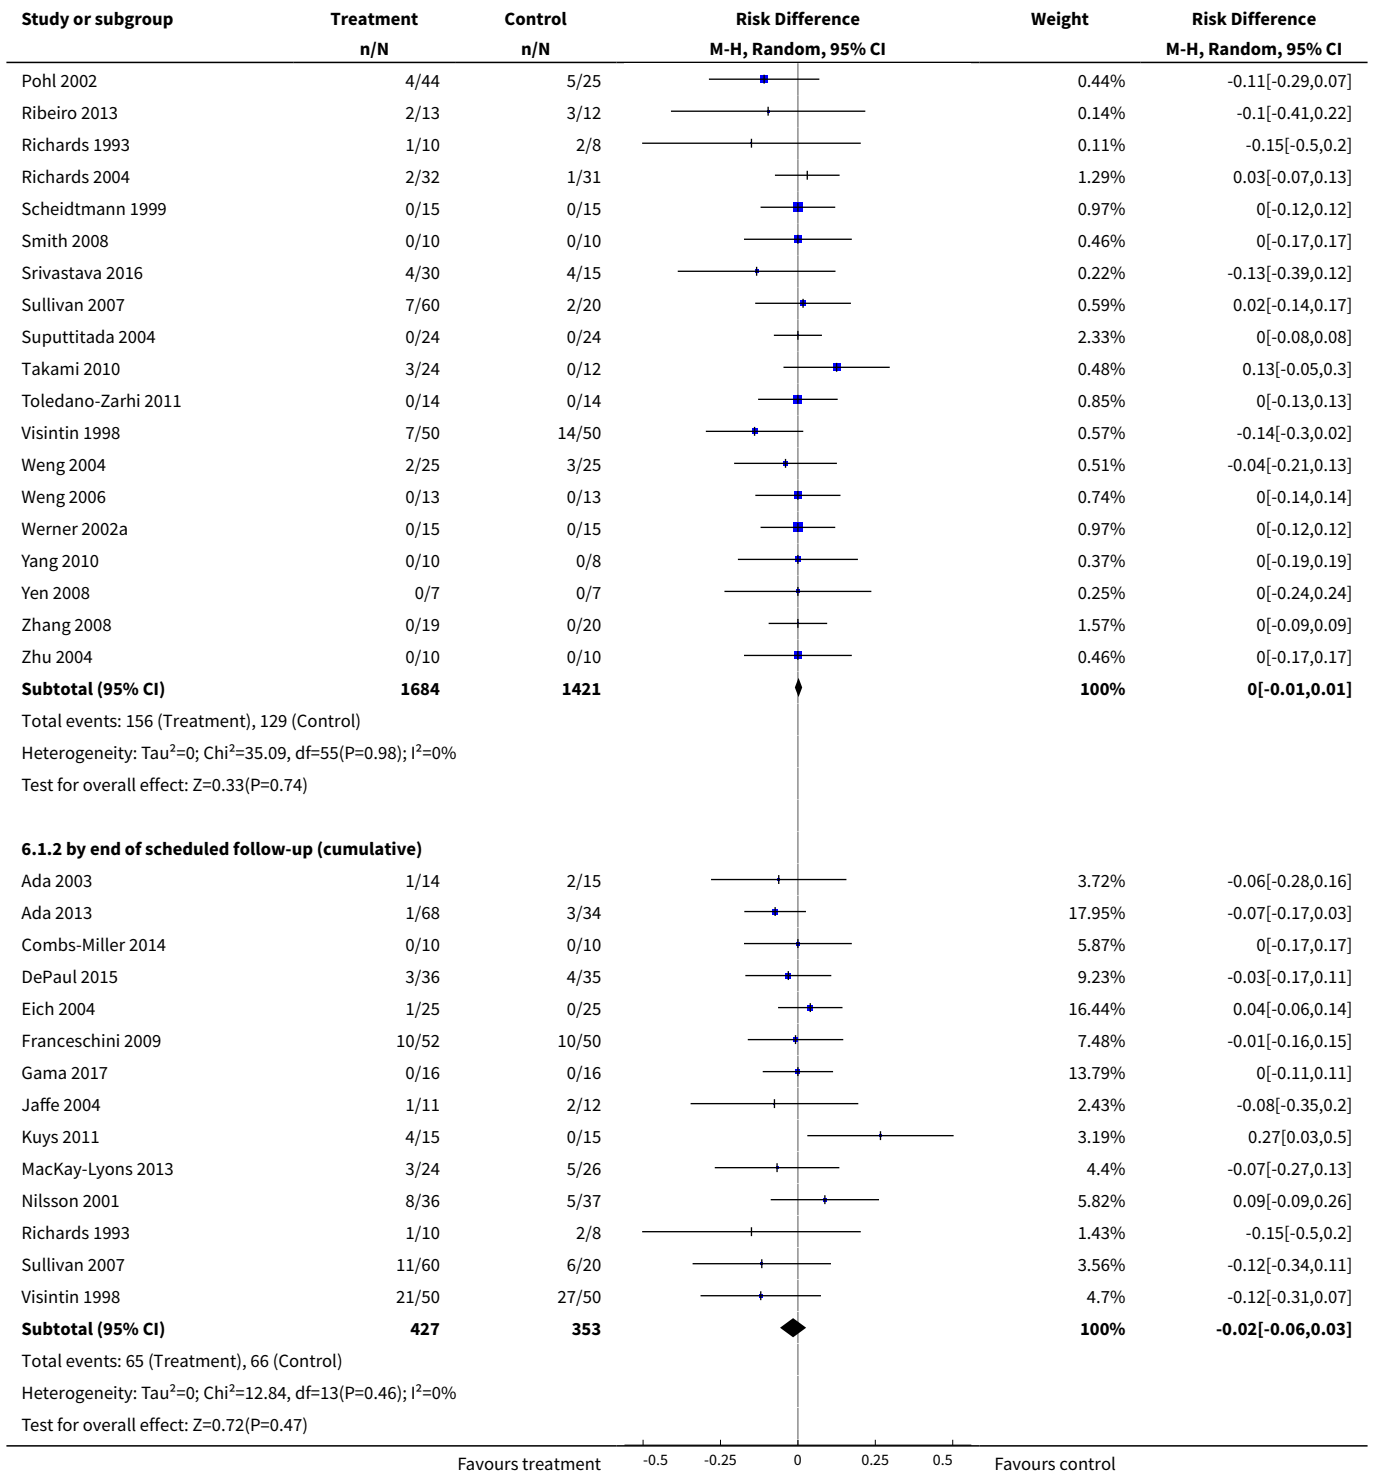 Study or subgroup Treatment Control Risk Difference Weight Risk Difference
n/N n/N M-H, Random, 95% CI M-H, Random, 95% CI
Pohl 2002 4/44 5/25 0.44% -0.11[-0.29,0.07]
Ribeiro 2013 2/13 3/12 0.14% -0.1[-0.41,0.22]
Richards 1993 1/10 2/8 0.11% -0.15[-0.5,0.2]
Richards 2004 2/32 1/31 1.29% 0.03[-0.07,0.13]
Scheidtmann 1999 0/15 0/15 0.97% 0[-0.12,0.12]
Smith 2008 0/10 0/10 0.46% 0[-0.17,0.17]
Srivastava 2016 4/30 4/15 0.22% -0.13[-0.39,0.12]
Sullivan 2007 7/60 2/20 0.59% 0.02[-0.14,0.17]
Suputtitada 2004 0/24 0/24 2.33% 0[-0.08,0.08]
Takami 2010 3/24 0/12 0.48% 0.13[-0.05,0.3]
Toledano-Zarhi 2011 0/14 0/14 0.85% 0[-0.13,0.13]
Visintin 1998 7/50 14/50 0.57% -0.14[-0.3,0.02]
Weng 2004 2/25 3/25 0.51% -0.04[-0.21,0.13]
Weng 2006 0/13 0/13 0.74% 0[-0.14,0.14]
Werner 2002a 0/15 0/15 0.97% 0[-0.12,0.12]
Yang 2010 0/10 0/8 0.37% 0[-0.19,0.19]
Yen 2008 0/7 0/7 0.25% 0[-0.24,0.24]
Zhang 2008 0/19 0/20 1.57% 0[-0.09,0.09]
Zhu 2004 0/10 0/10 0.46% 0[-0.17,0.17]
Subtotal (95% CI) 1684 1421 100% 0[-0.01,0.01]
Total events: 156 (Treatment), 129 (Control)
Heterogeneity: Tau²=0; Chi²=35.09, df=55(P=0.98); I²=0%
Test for overall effect: Z=0.33(P=0.74)
6.1.2 by end of scheduled follow-up (cumulative)
Ada 2003 1/14 2/15 3.72% -0.06[-0.28,0.16]
Ada 2013 1/68 3/34 17.95% -0.07[-0.17,0.03]
Combs-Miller 2014 0/10 0/10 5.87% 0[-0.17,0.17]
DePaul 2015 3/36 4/35 9.23% -0.03[-0.17,0.11]
Eich 2004 1/25 0/25 16.44% 0.04[-0.06,0.14]
Franceschini 2009 10/52 10/50 7.48% -0.01[-0.16,0.15]
Gama 2017 0/16 0/16 13.79% 0[-0.11,0.11]
Jaffe 2004 1/11 2/12 2.43% -0.08[-0.35,0.2]
Kuys 2011 4/15 0/15 3.19% 0.27[0.03,0.5]
MacKay-Lyons 2013 3/24 5/26 4.4% -0.07[-0.27,0.13]
Nilsson 2001 8/36 5/37 5.82% 0.09[-0.09,0.26]
Richards 1993 1/10 2/8 1.43% -0.15[-0.5,0.2]
Sullivan 2007 11/60 6/20 3.56% -0.12[-0.34,0.11]
Visintin 1998 21/50 27/50 4.7% -0.12[-0.31,0.07]
Subtotal (95% CI) 427 353 100% -0.02[-0.06,0.03]
Total events: 65 (Treatment), 66 (Control)
Heterogeneity: Tau²=0; Chi²=12.84, df=13(P=0.46); I²=0%
Test for overall effect: Z=0.72(P=0.47)
Favours treatment -0.5 -0.25 0 0.25 0.5 Favours control